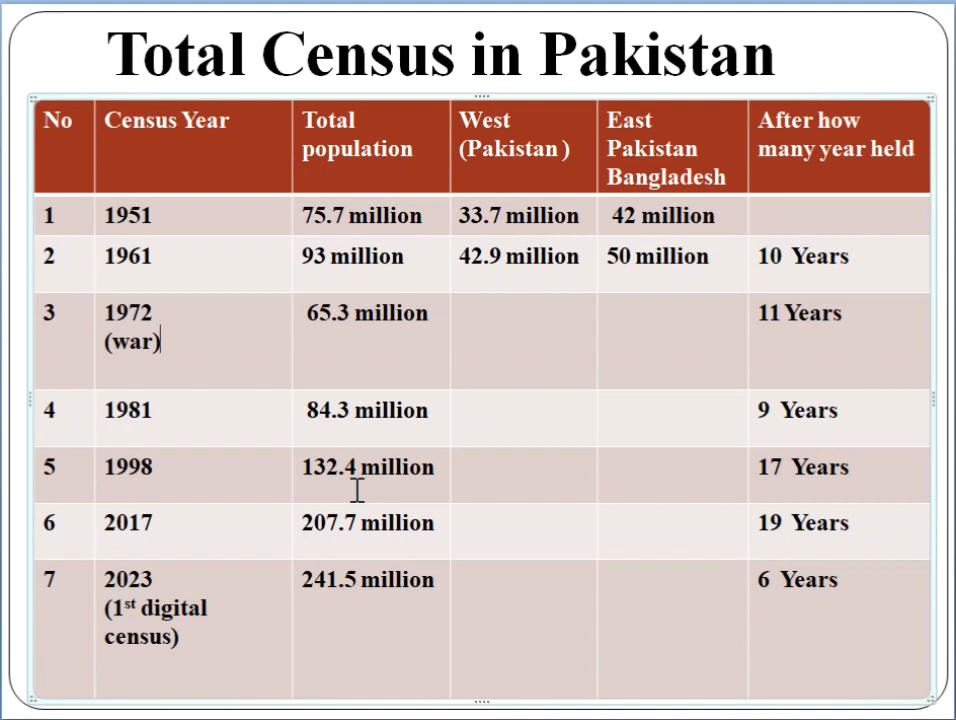 Total Census in Pakistan
No Census Year Total population West (Pakistan ) East Pakistan Bangladesh After how many year held
1 1951 75.7 million 33.7 million 42 million
2 1961 93 million 42.9 million 50 million 10 Years
3 1972 (war) 65.3 million 11 Years
4 1981 84.3 million 9 Years
5 1998 132.4 million 17 Years
6 2017 207.7 million 19 Years
7 2023 (1st digital census) 241.5 million 6 Years